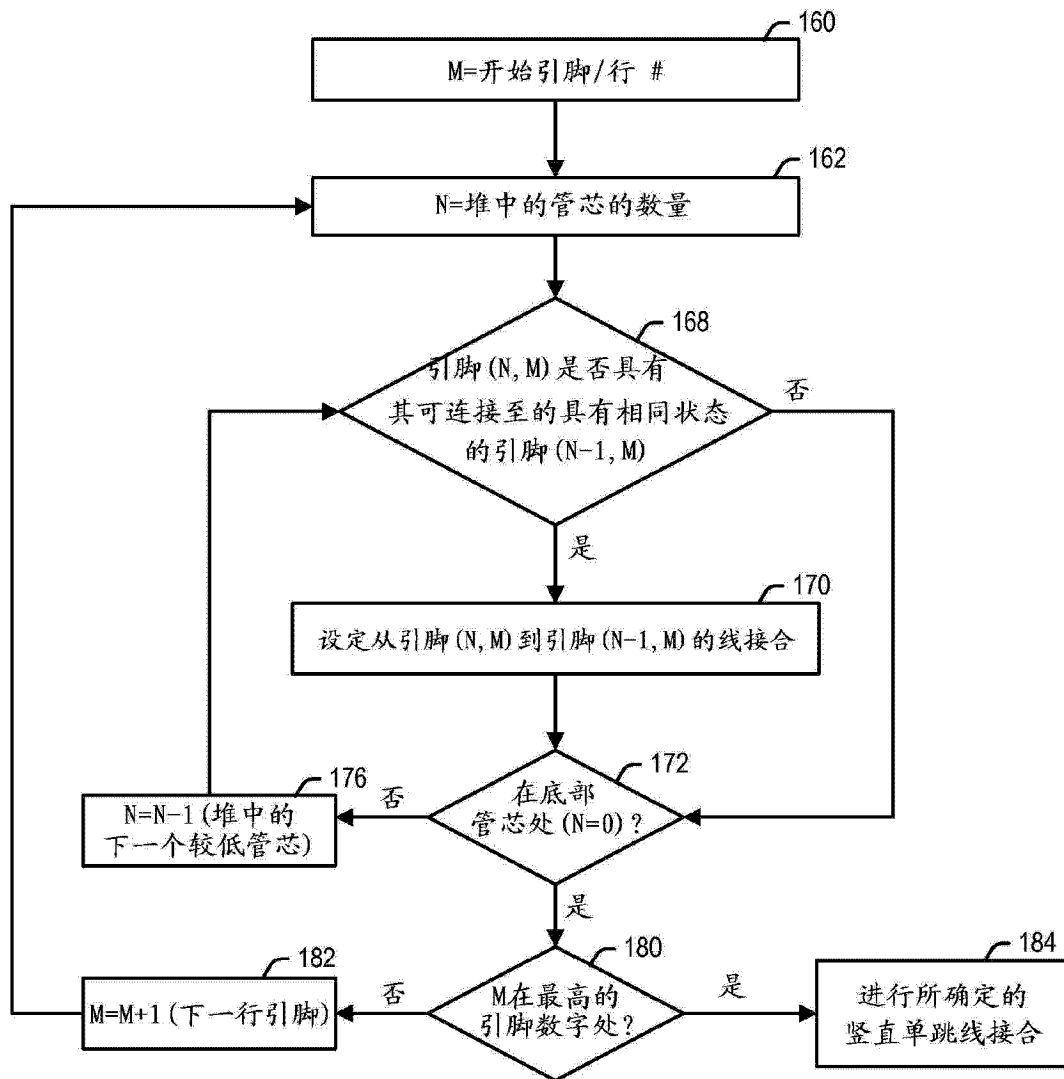 160
M=开始引脚/行 #
162
N=堆中的管芯的数量
168
引脚(N,M)是否具有
其可连接至的具有相同状态
的引脚(N-1,M)
否
是
170
设定从引脚(N,M)到引脚(N-1,M)的线接合
172
在底部
管芯处(N=0)?
否
176
N=N-1(堆中的
下一个较低管芯)
是
180
M在最高的
引脚数字处?
否
182
M=M+1(下一行引脚)
是
184
进行所确定的
竖直单跳线接合